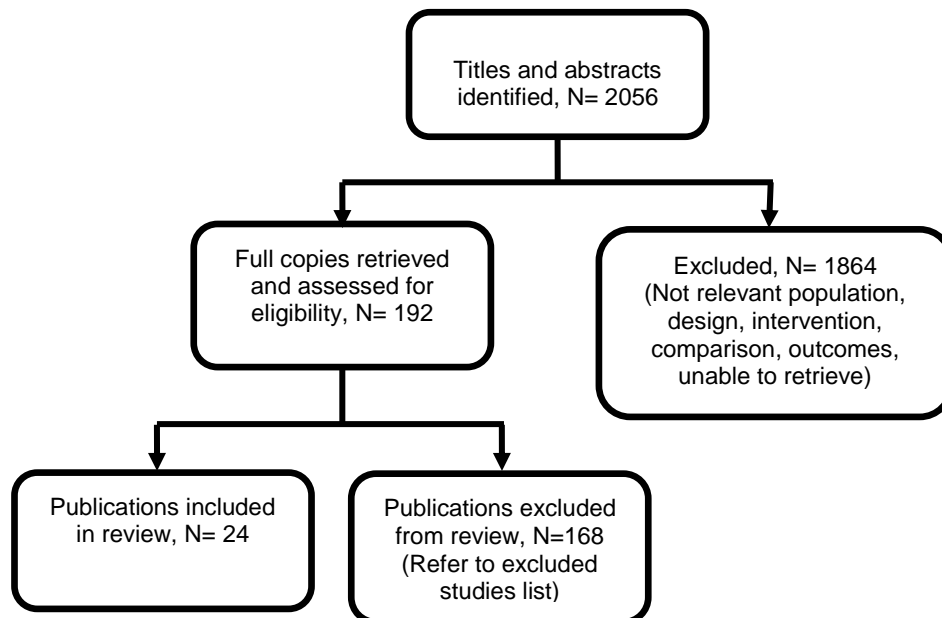 Titles and abstracts
identified, N= 2056
Full copies retrieved
and assessed for
eligibility, N= 192
Excluded, N= 1864
(Not relevant population,
design, intervention,
comparison, outcomes,
unable to retrieve)
Publications included
in review, N= 24
Publications excluded
from review, N=168
(Refer to excluded
studies list)